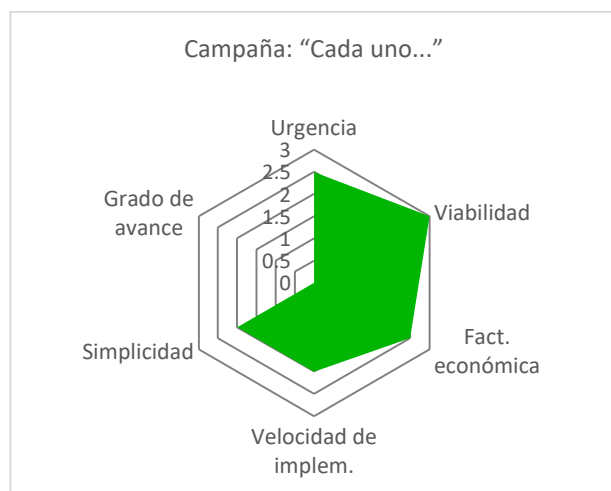 Campaña: “Cada uno...”
Urgencia
3
2.5
2
1.5
1
0.5
0
Grado de
avance
Viabilidad
Simplicidad
Fact.
económica
Velocidad de
implem.